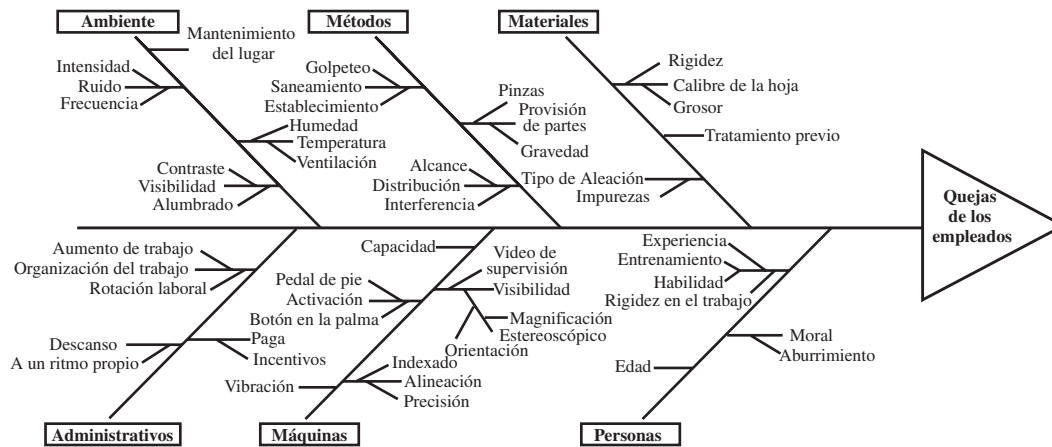 Ambiente
Métodos
Materiales
Mantenimiento
del lugar
Intensidad
Ruido
Frecuencia
Humedad
Temperatura
Ventilación
Contraste
Visibilidad
Alumbrado
Golpeteo
Saneamiento
Establecimiento
Pinzas
Provisión
de partes
Gravedad
Alcance
Distribución
Interferencia
Rigidez
Calibre de la hoja
Grosor
Tratamiento previo
Tipo de Aleación
Impurezas
Quejas
de los
empleados
Aumento de trabajo
Organización del trabajo
Rotación laboral
Paga
Incentivos
Descanso
A un ritmo propio
Capacidad
Video de
supervisión
Visibilidad
Pedal de pie
Activación
Botón en la palma
Magnificación
Estereoscópico
Orientación
Indexado
Alineación
Precisión
Vibración
Experiencia
Entrenamiento
Habilidad
Rigidez en el trabajo
Moral
Aburrimiento
Edad
Administrativos
Máquinas
Personas